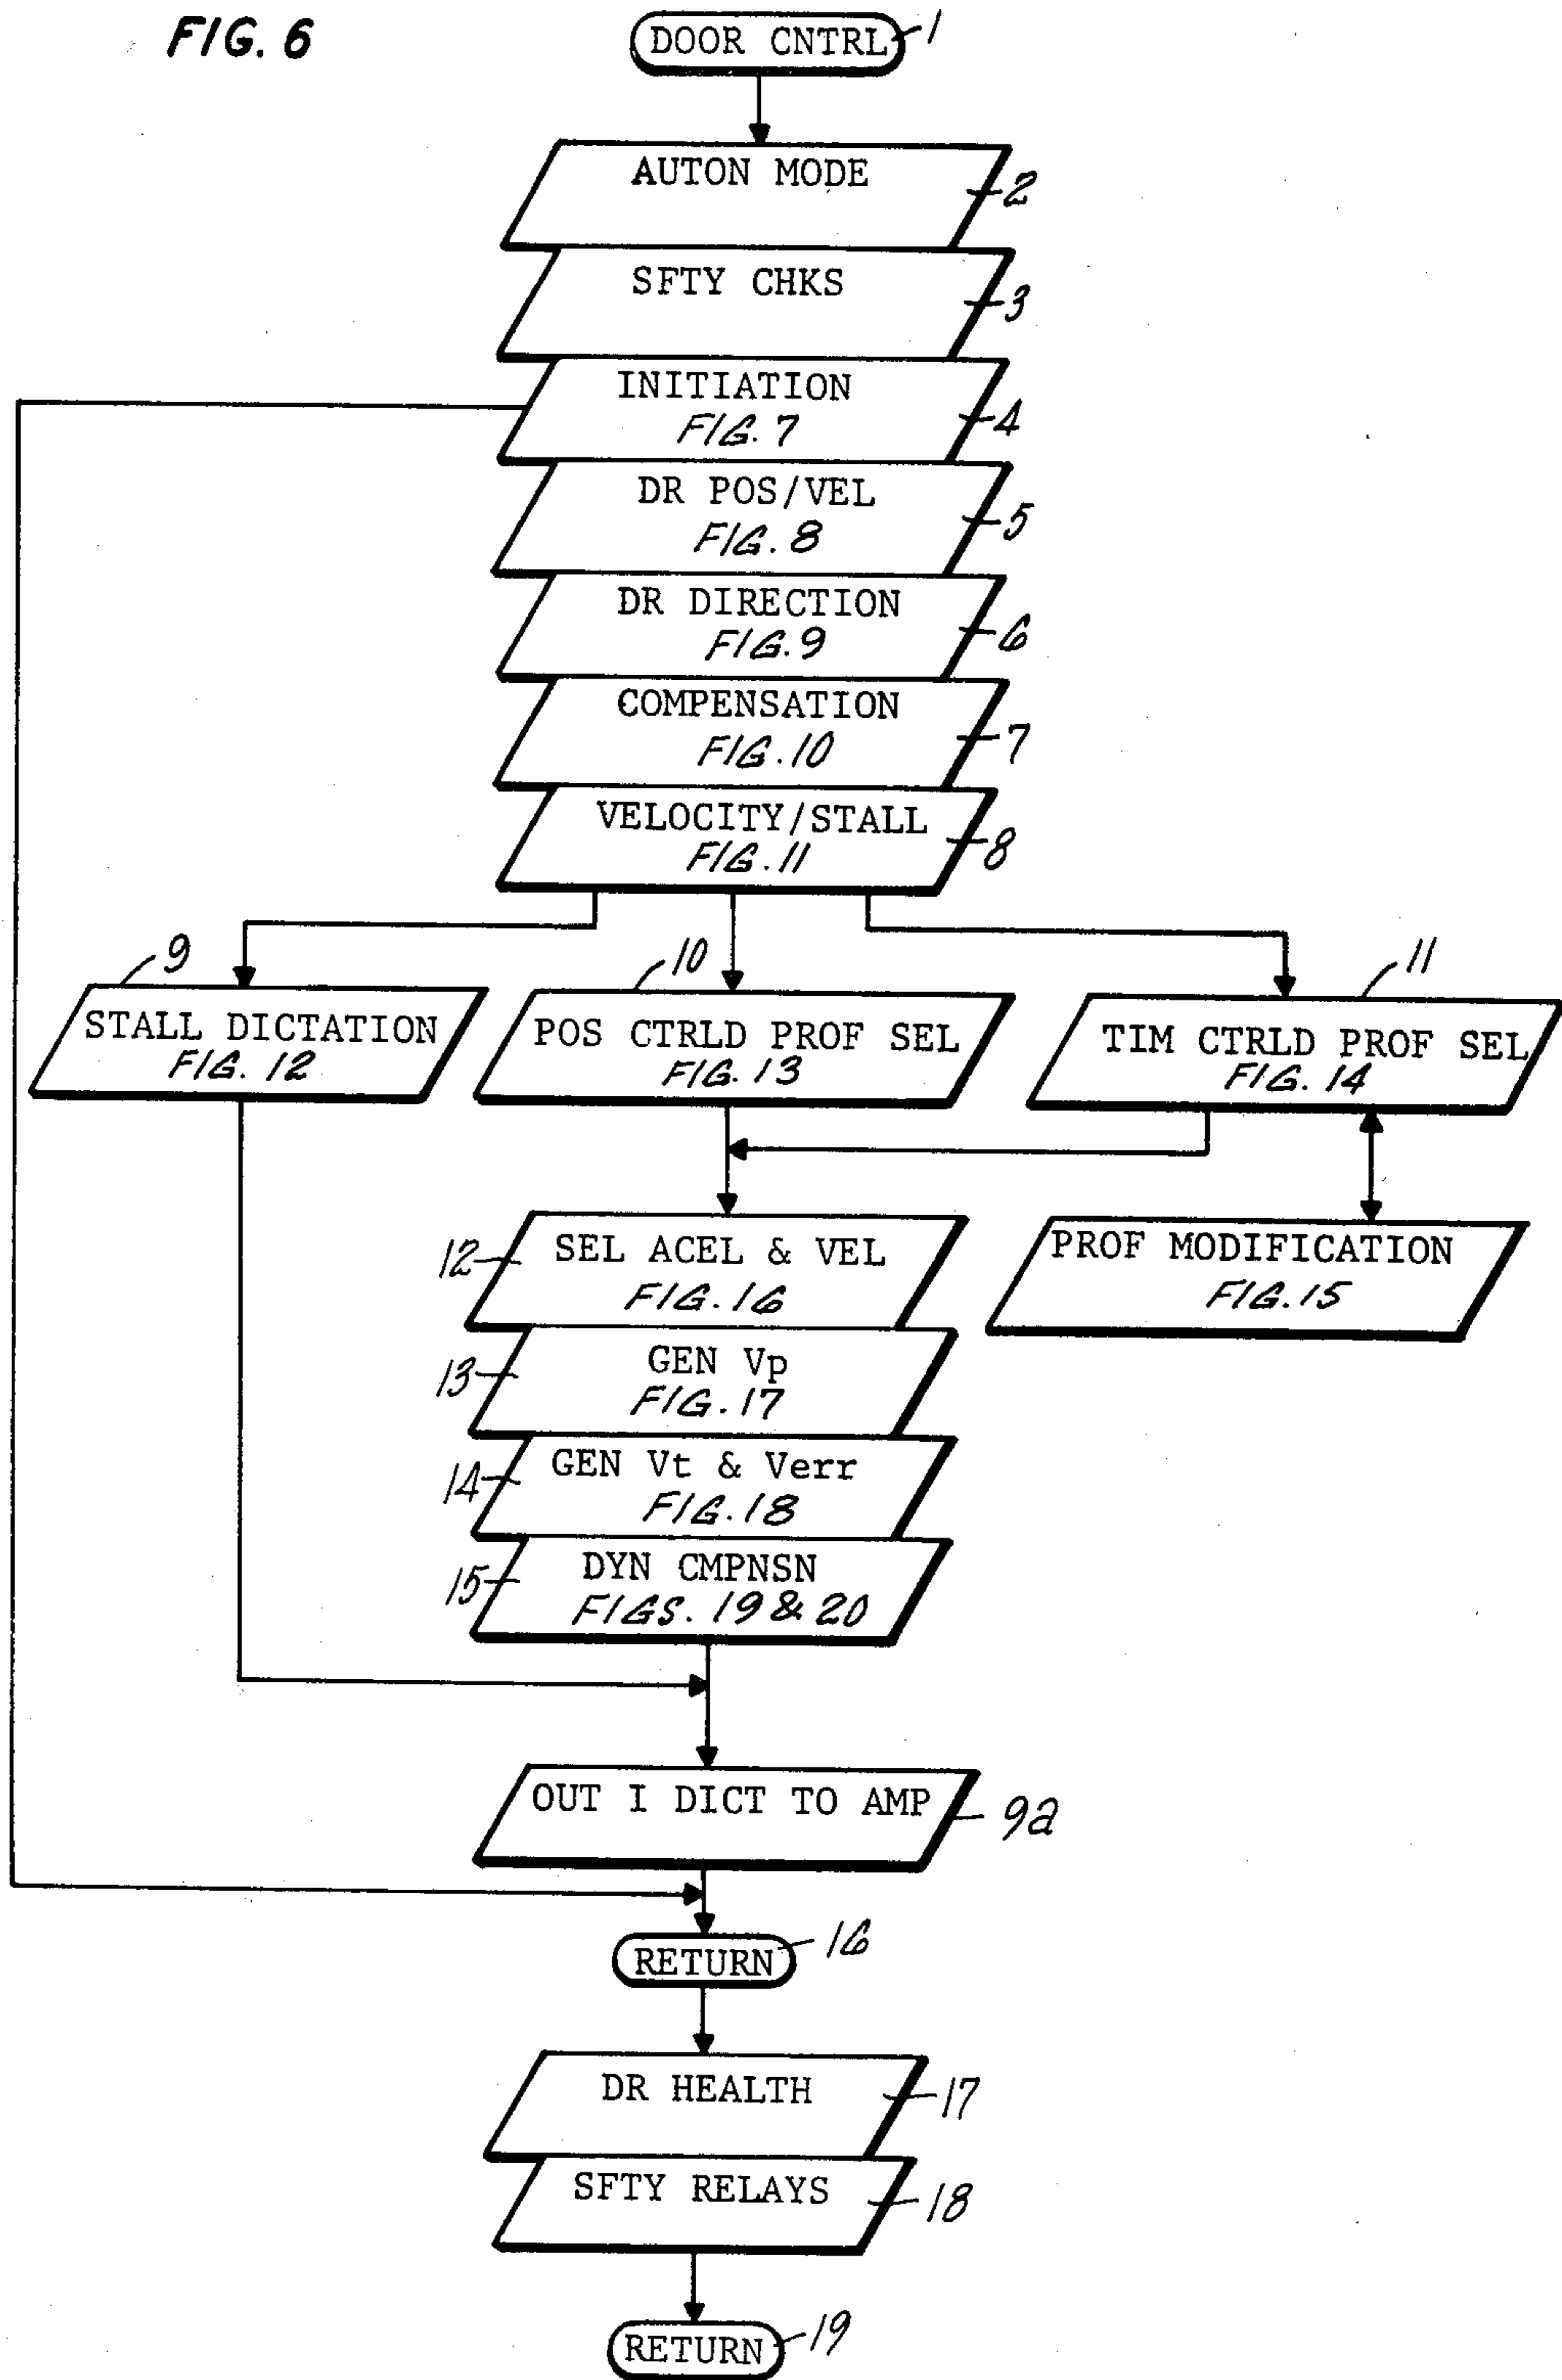 FIG. 6
DOOR CNTRL
1
AUTON MODE
2
SFTY CHKS
3
INITIATION
FIG. 7
4
DR POS/VEL
FIG. 8
5
DR DIRECTION
FIG. 9
6
COMPENSATION
FIG. 10
7
VELOCITY/STALL
FIG. 11
8
9
STALL DICTATION
FIG. 12
10
POS CTRLD PROF SEL
FIG. 13
11
TIM CTRLD PROF SEL
FIG. 14
12
SEL ACEL & VEL
FIG. 16
PROF MODIFICATION
FIG. 15
13
GEN Vp
FIG. 17
14
GEN Vt & Verr
FIG. 18
15
DYN CMPNSN
FIGS. 19 & 20
OUT I DICT TO AMP
9a
RETURN
16
DR HEALTH
17
SFTY RELAYS
18
RETURN
19